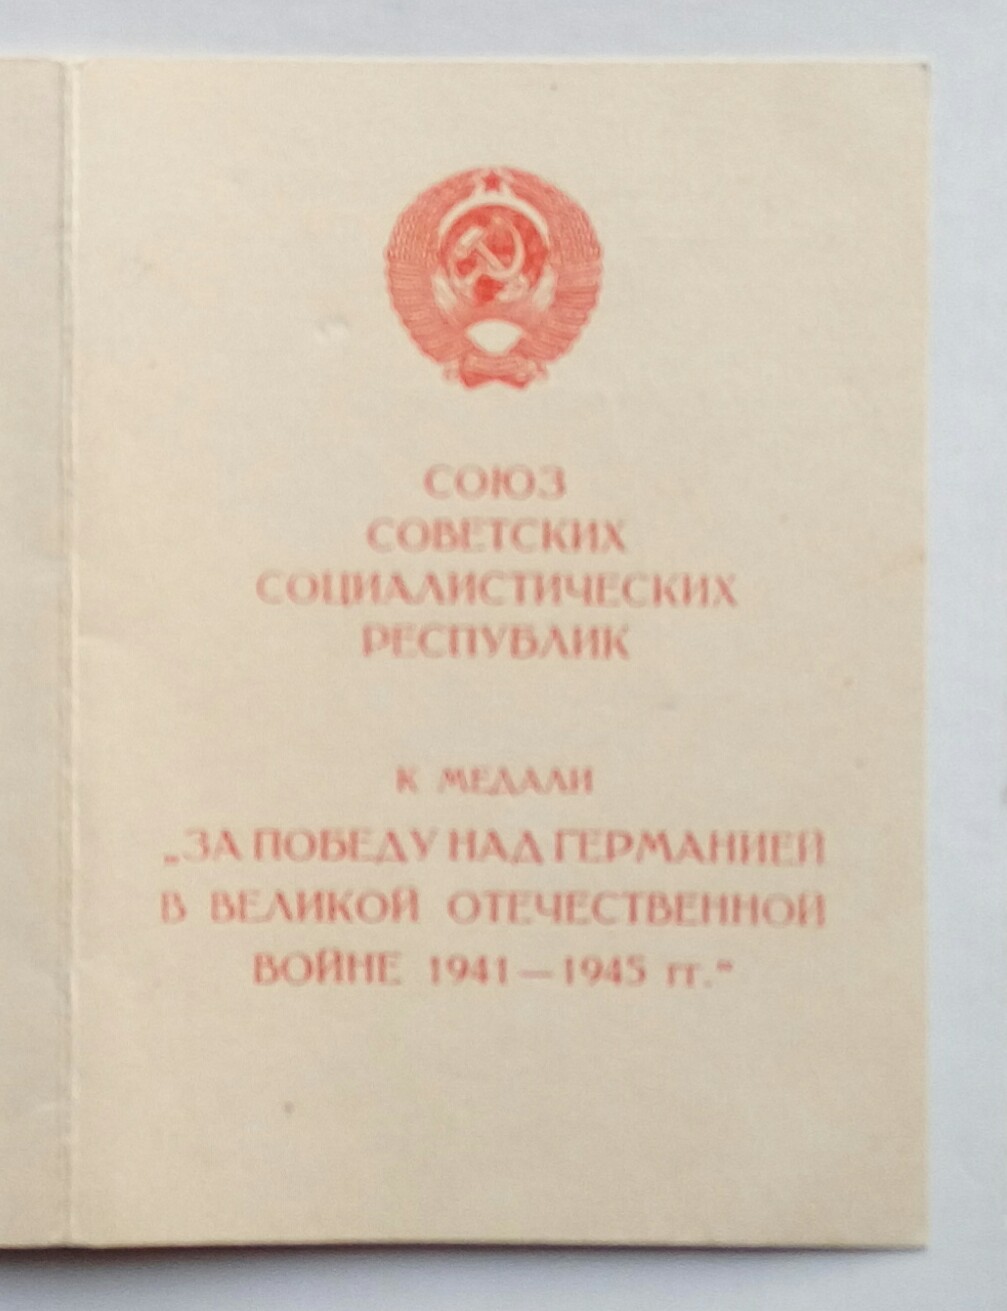 СОЮЗ
СОВЕТСКИХ
СОЦИАЛИСТИЧЕСКИХ
РЕСПУБЛИК
К МЕДАЛИ
„ЗА ПОБЕДУ НАД ГЕРМАНИЕЙ
В ВЕЛИКОЙ ОТЕЧЕСТВЕННОЙ
ВОЙНЕ 1941—1945 гг.“